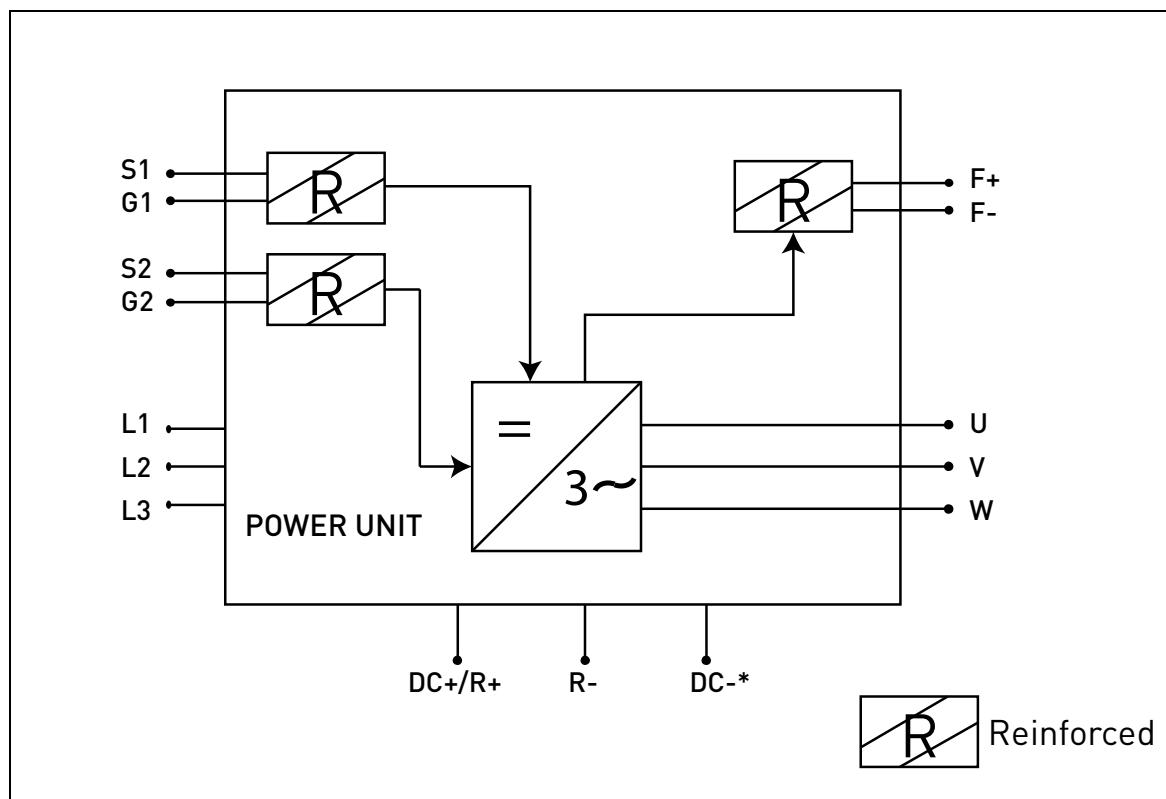 S1
G1
S2
G2
L1
L2
L3
R
R
R
F+
F-
=
3~
U
V
W
POWER UNIT
DC+/R+
R-
DC-*
R
Reinforced